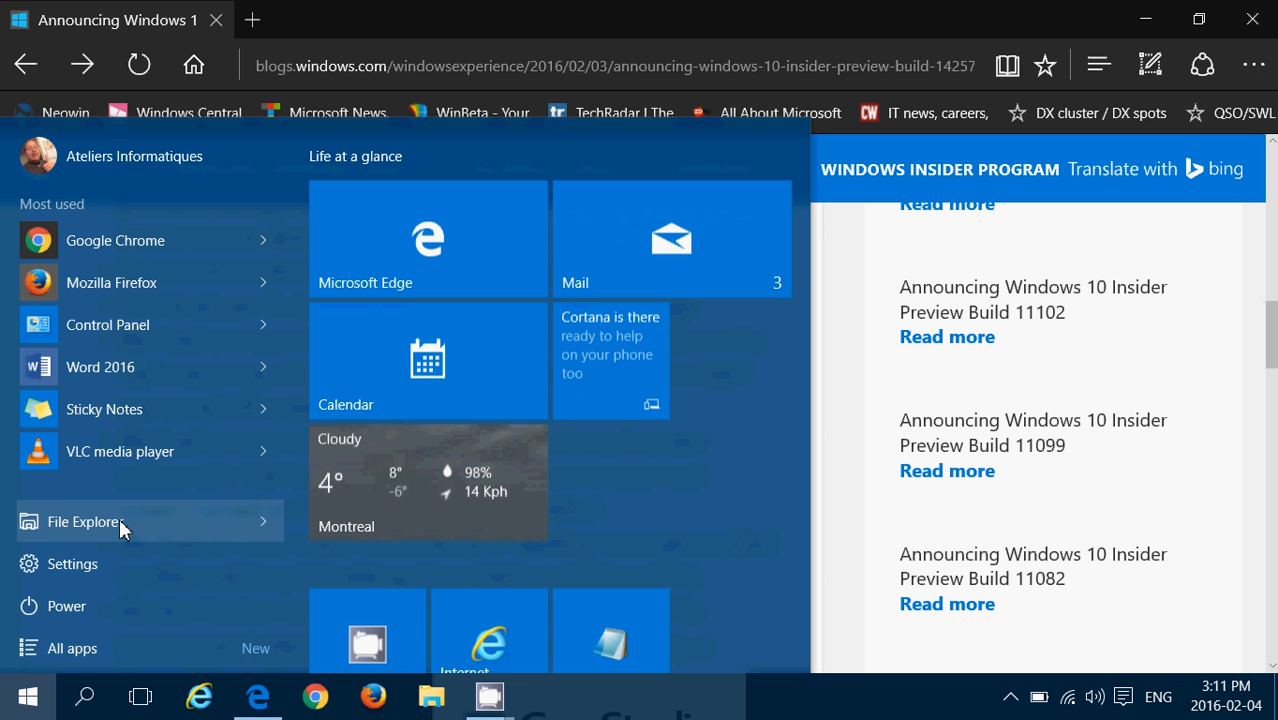 Announcing Windows 1
blogs.windows.com/windowsexperience/2016/02/03/announcing-windows-10-insider-preview-build-14257
Neowin
Windows Central
Microsoft News,
WinBeta - Your
TechRadar | The
All About Microsoft
CW
IT news, careers,
DX cluster / DX spots
QSO/SWL
Ateliers Informatiques
Life at a glance
Most used
Google Chrome
Mozilla Firefox
Control Panel
Word 2016
Sticky Notes
VLC media player
File Explorer
Settings
Power
All apps
New
Microsoft Edge
Mail
3
Calendar
Cortana is there
ready to help
on your phone
too
Cloudy
4°
8°
-6°
98%
14 Kph
Montreal
Internet
WINDOWS INSIDER PROGRAM
Translate with
bing
Read more
Announcing Windows 10 Insider
Preview Build 11102
Read more
Announcing Windows 10 Insider
Preview Build 11099
Read more
Announcing Windows 10 Insider
Preview Build 11082
Read more
ENG
3:11 PM
2016-02-04